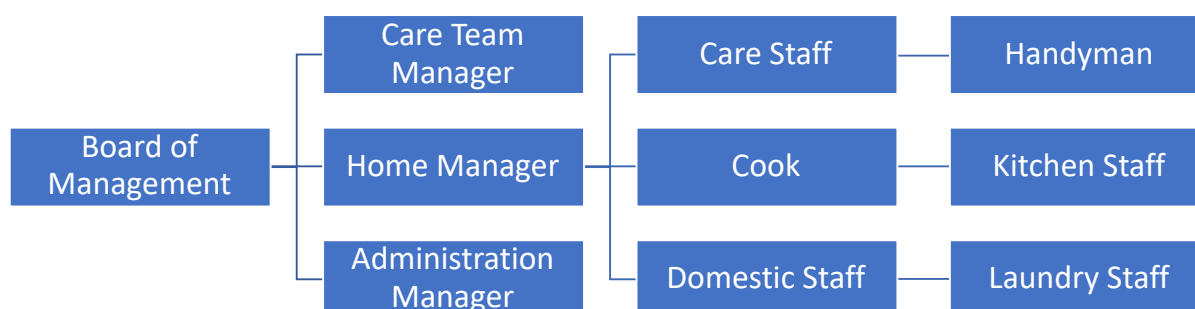 Care Team
Manager
Care Staff
Handyman
Board of
Management
Home Manager
Cook
Kitchen Staff
Administration
Manager
Domestic Staff
Laundry Staff